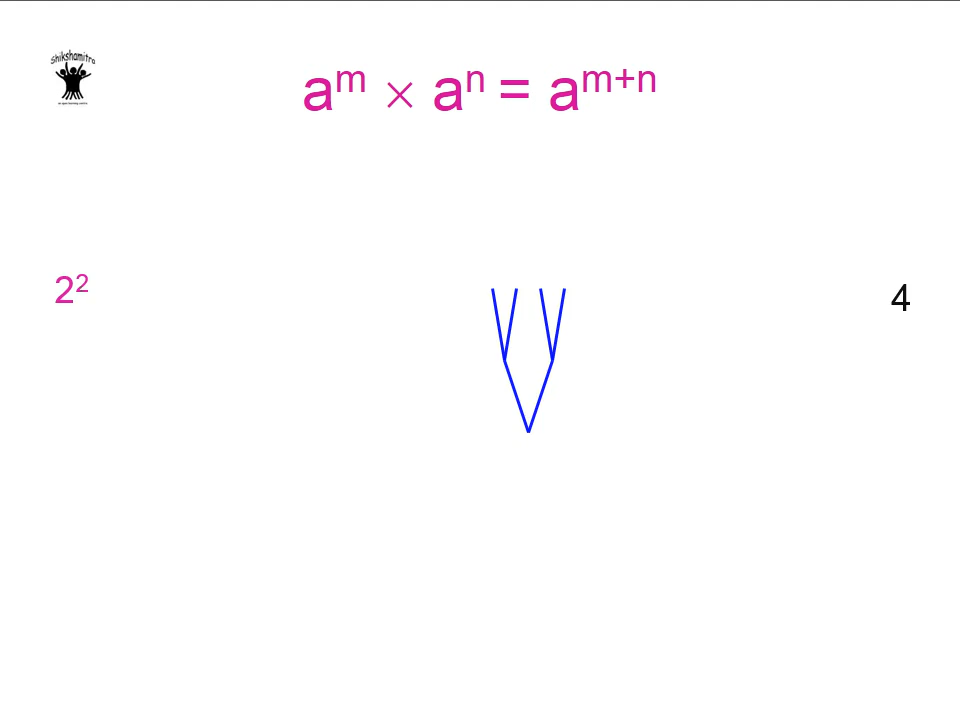 Shikshamitra
aᵐ × aⁿ = aᵐ⁺ⁿ
2² 4